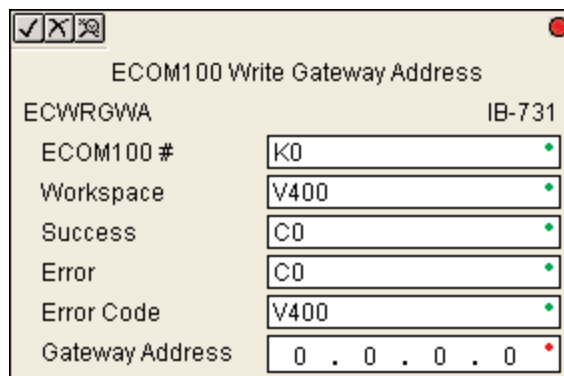 ECOM100 Write Gateway Address
ECWRGWA IB-731
ECOM100 # K0
Workspace V400
Success C0
Error C0
Error Code V400
Gateway Address 0 . 0 . 0 . 0